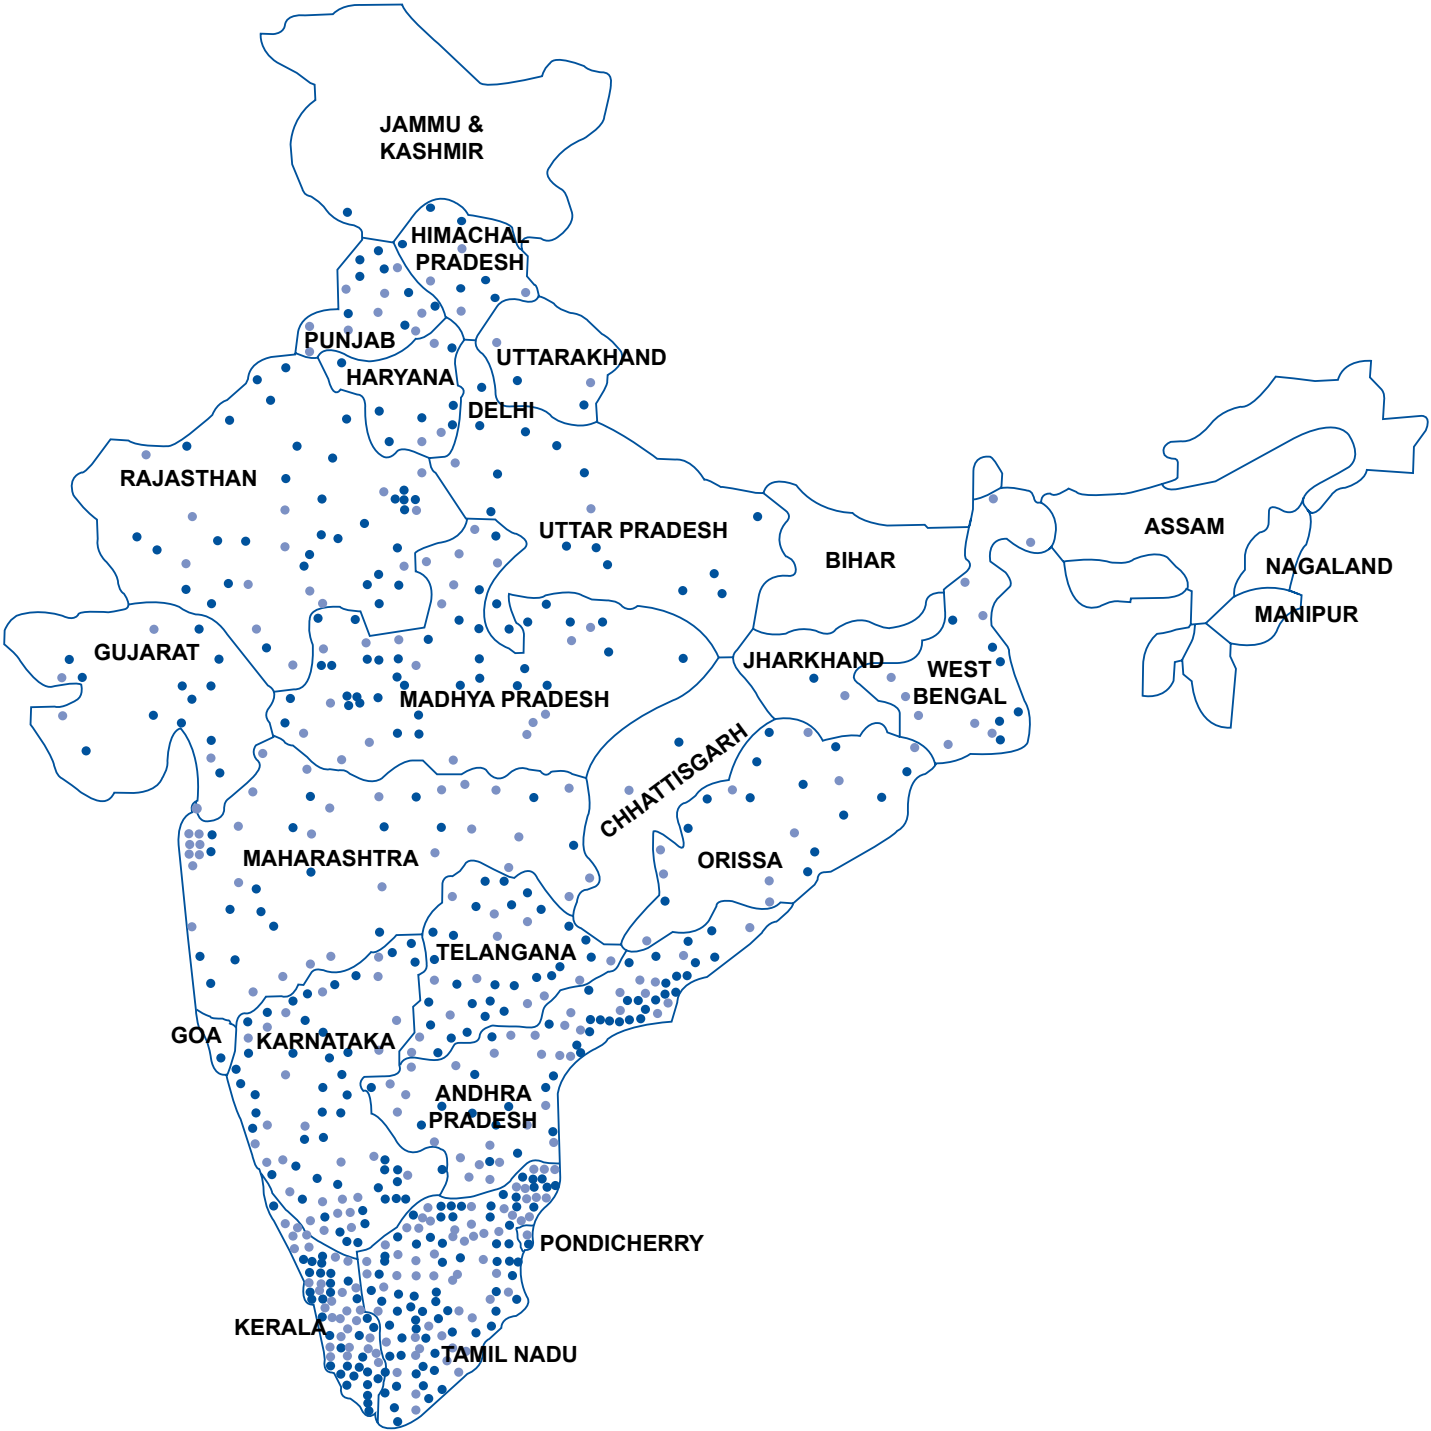 JAMMU &
KASHMIR
HIMACHAL
PRADESH
PUNJAB
UTTARAKHAND
HARYANA
DELHI
RAJASTHAN
UTTAR PRADESH
ASSAM
BIHAR
NAGALAND
MANIPUR
GUJARAT
JHARKHAND
WEST
BENGAL
MADHYA PRADESH
CHHATTISGARH
MAHARASHTRA
ORISSA
TELANGANA
GOA
KARNATAKA
ANDHRA
PRADESH
PONDICHERRY
KERALA
TAMIL NADU